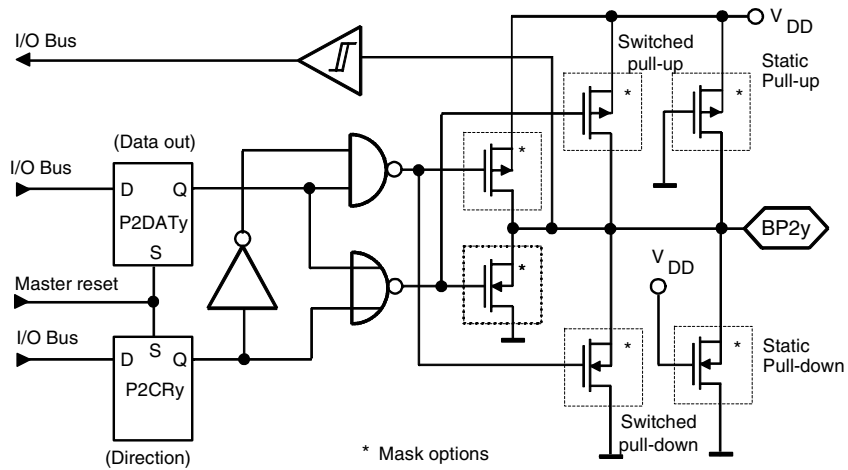 V DD
I/O Bus
Switched
pull-up
Static
Pull-up
*
*
(Data out)
*
I/O Bus
D Q
P2DATy
S
BP2y
*
V DD
Master reset
I/O Bus
S
D Q
P2CRy
*
*
Static
Pull-down
Switched
pull-down
* Mask options
(Direction)